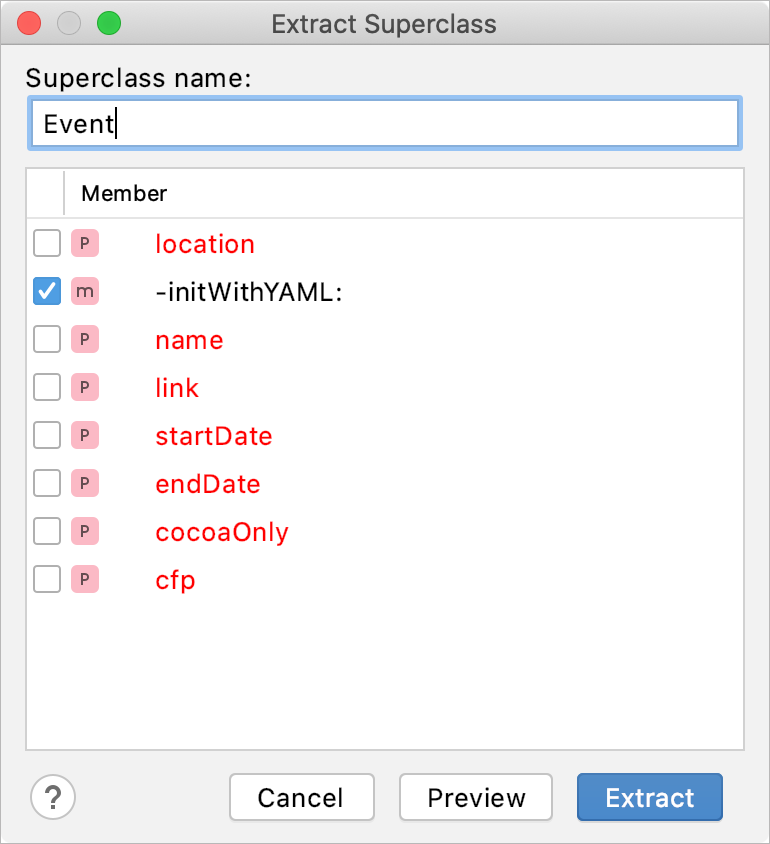 Extract Superclass
Superclass name:
Event
Member
P location
m -initWithYAML:
P name
P link
P startDate
P endDate
P cocoaOnly
P cfp
? Cancel Preview Extract